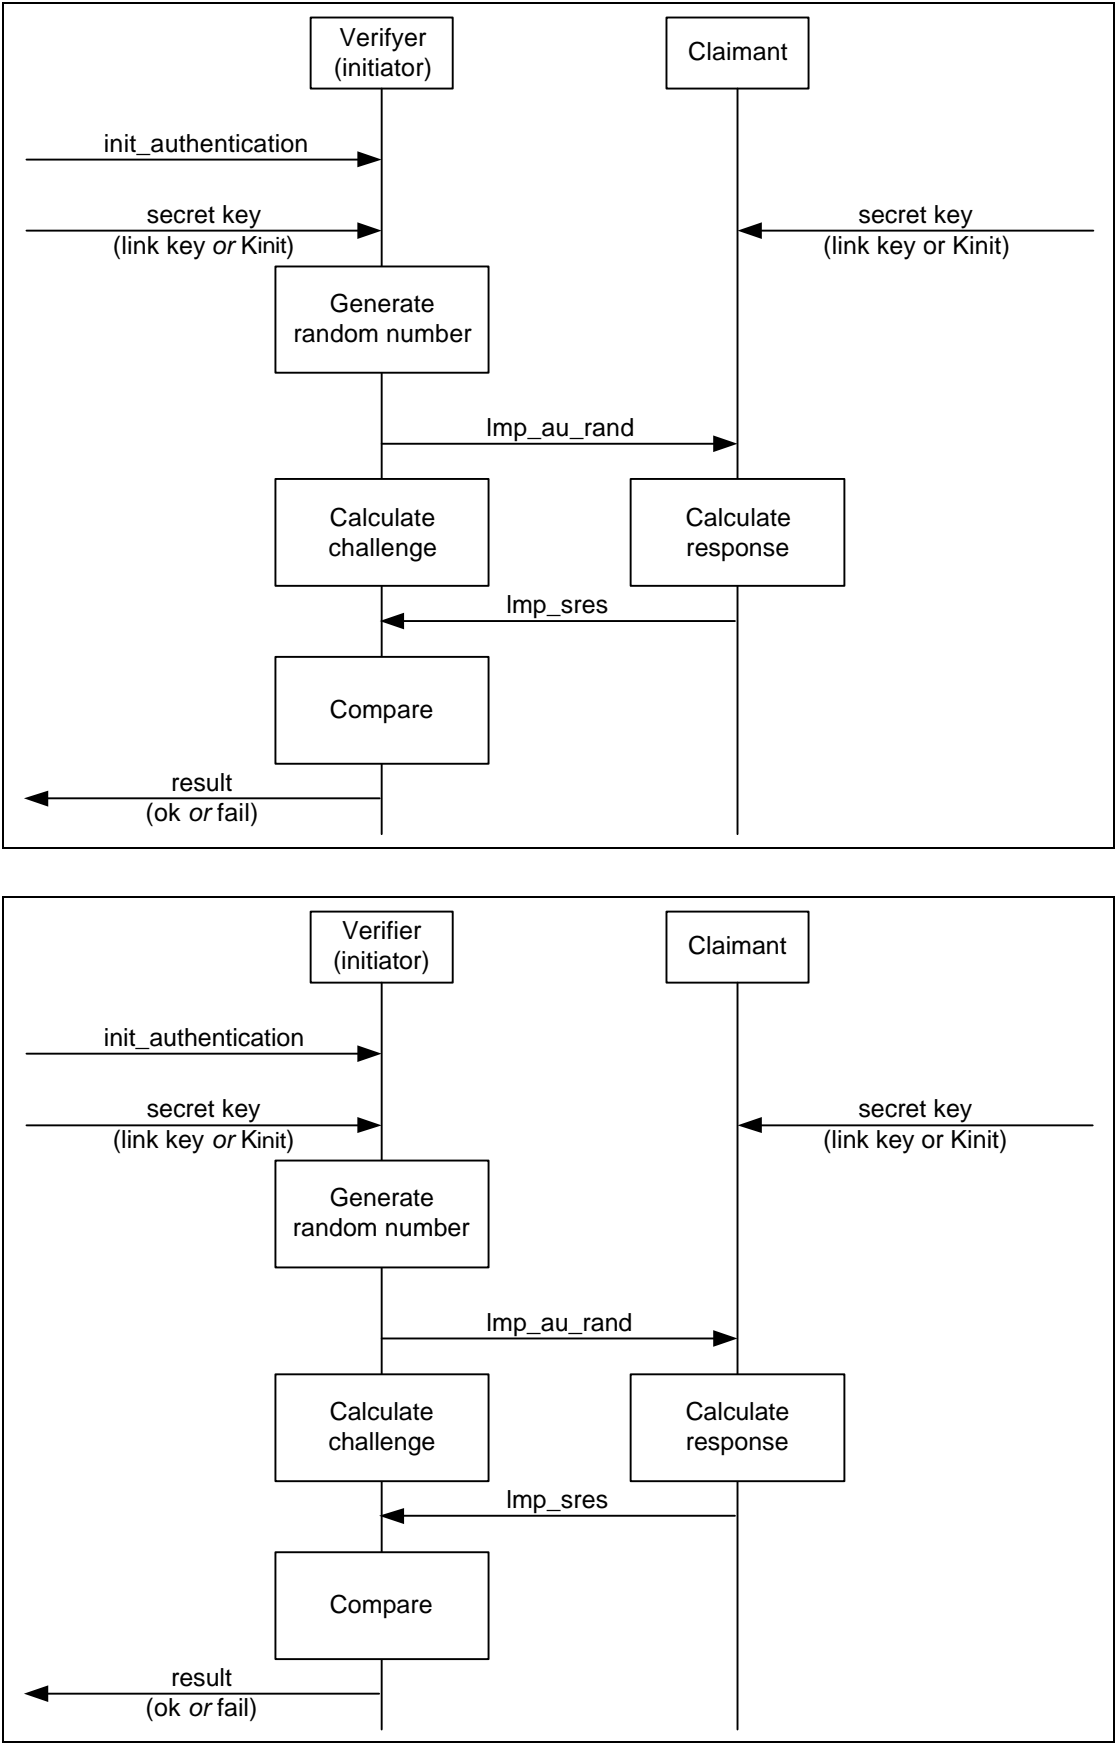 Verifyer
(initiator)
Claimant
init_authentication
secret key
(link key or Kinit)
secret key
(link key or Kinit)
Generate
random number
lmp_au_rand
Calculate
challenge
Calculate
response
lmp_sres
Compare
result
(ok or fail)
Verifier
(initiator)
Claimant
init_authentication
secret key
(link key or Kinit)
secret key
(link key or Kinit)
Generate
random number
lmp_au_rand
Calculate
challenge
Calculate
response
lmp_sres
Compare
result
(ok or fail)